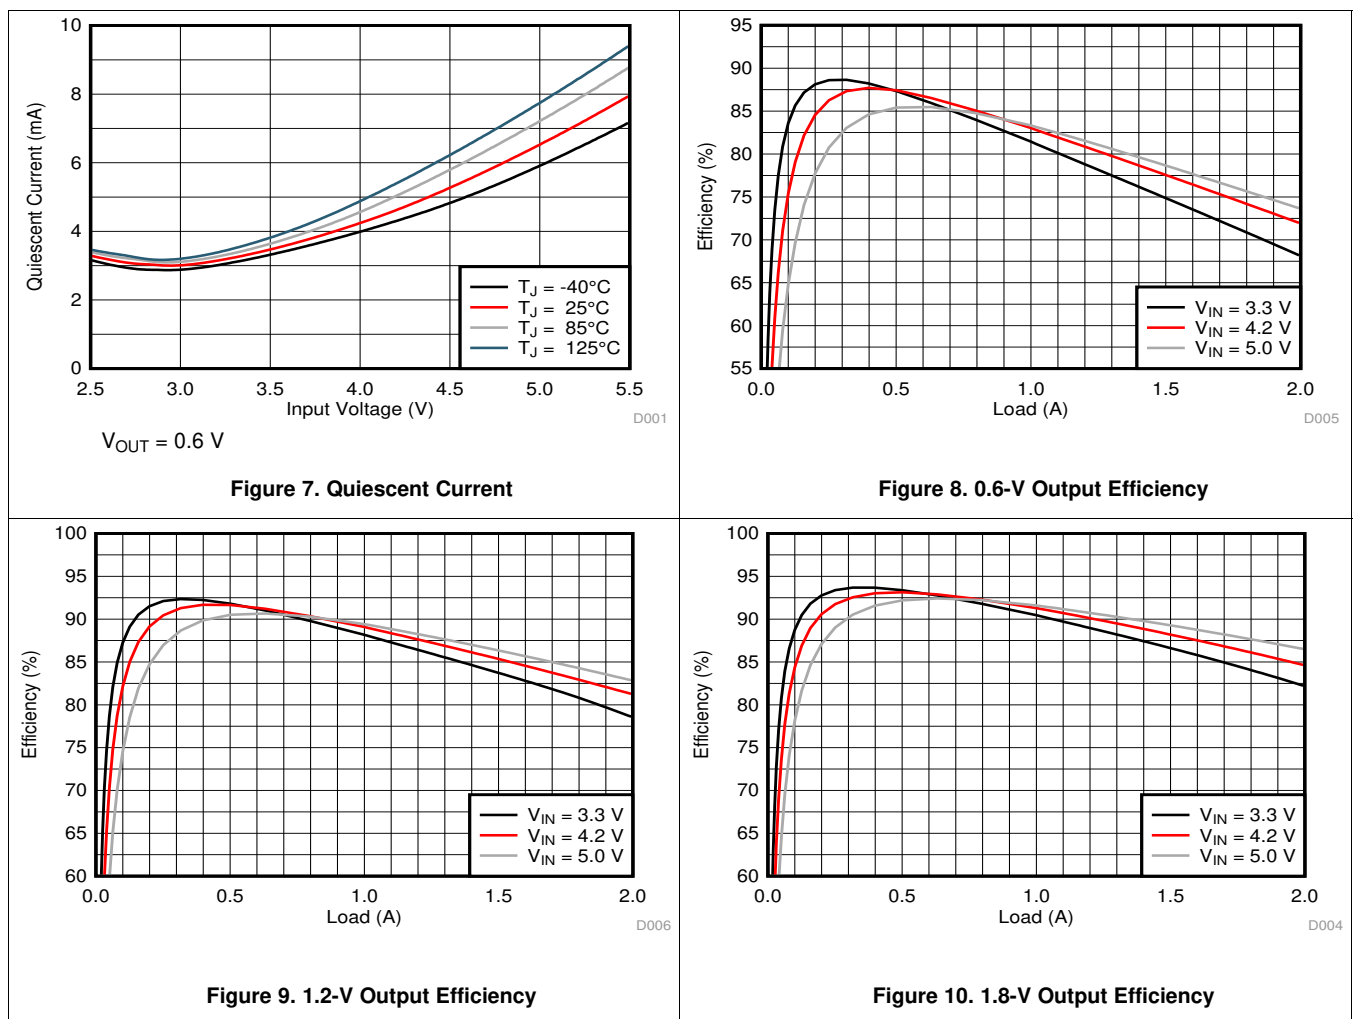 10
8
6
4
2
0
Quiescent Current (mA)
2.5 3.0 3.5 4.0 4.5 5.0 5.5
Input Voltage (V)
TJ = -40°C
TJ = 25°C
TJ = 85°C
TJ = 125°C
D001
VOUT = 0.6 V
Figure 7. Quiescent Current
95
90
85
80
75
70
65
60
55
Efficiency (%)
0.0 0.5 1.0 1.5 2.0
Load (A)
VIN = 3.3 V
VIN = 4.2 V
VIN = 5.0 V
D005
Figure 8. 0.6-V Output Efficiency
100
95
90
85
80
75
70
65
60
Efficiency (%)
0.0 0.5 1.0 1.5 2.0
Load (A)
VIN = 3.3 V
VIN = 4.2 V
VIN = 5.0 V
D006
Figure 9. 1.2-V Output Efficiency
100
95
90
85
80
75
70
65
60
Efficiency (%)
0.0 0.5 1.0 1.5 2.0
Load (A)
VIN = 3.3 V
VIN = 4.2 V
VIN = 5.0 V
D004
Figure 10. 1.8-V Output Efficiency